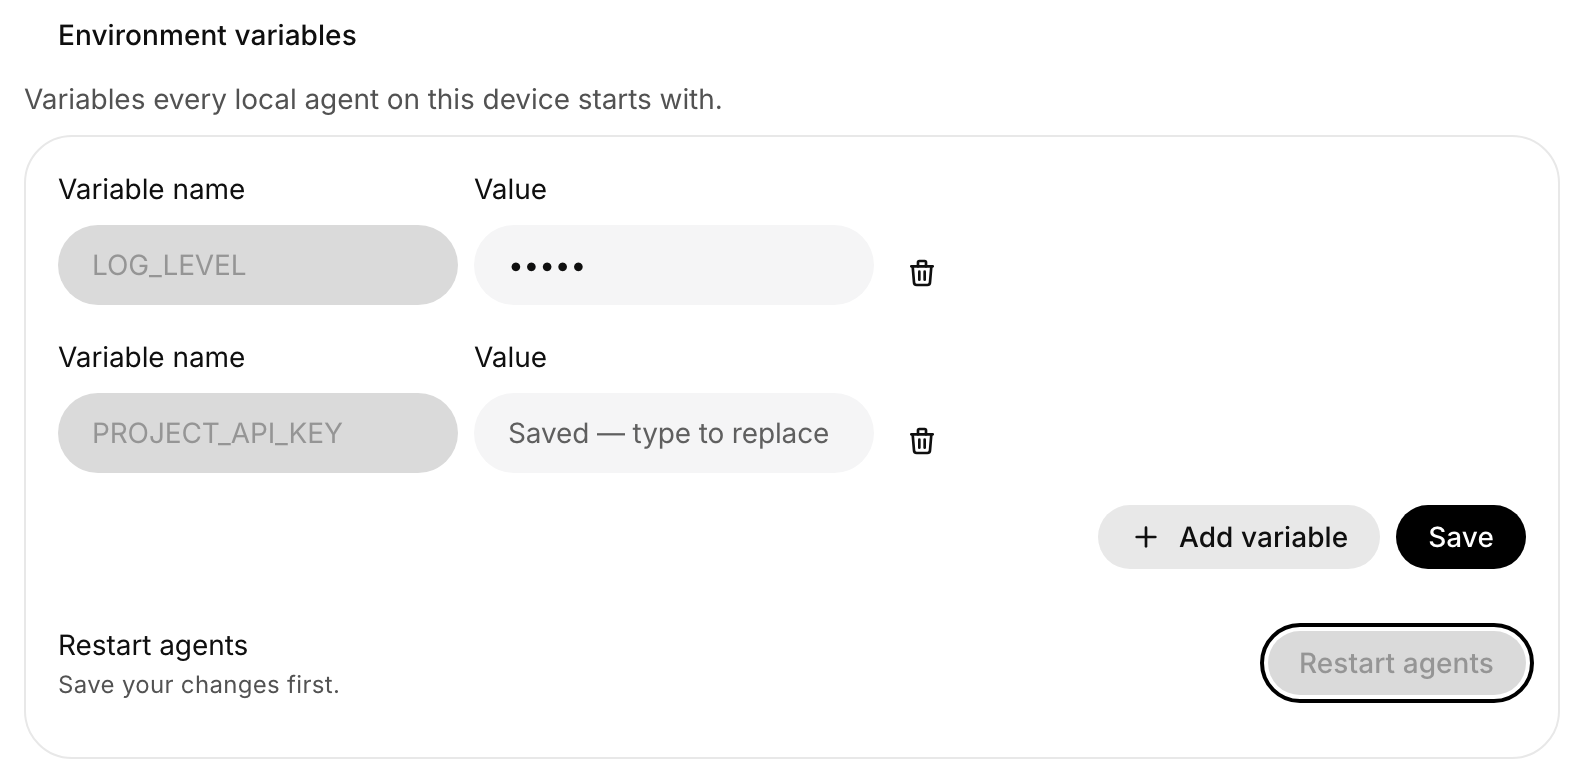 Environment variables
Variables every local agent on this device starts with.
Variable name Value
LOG_LEVEL •••••
Variable name Value
PROJECT_API_KEY Saved — type to replace
Add variable Save
Restart agents
Save your changes first.
Restart agents